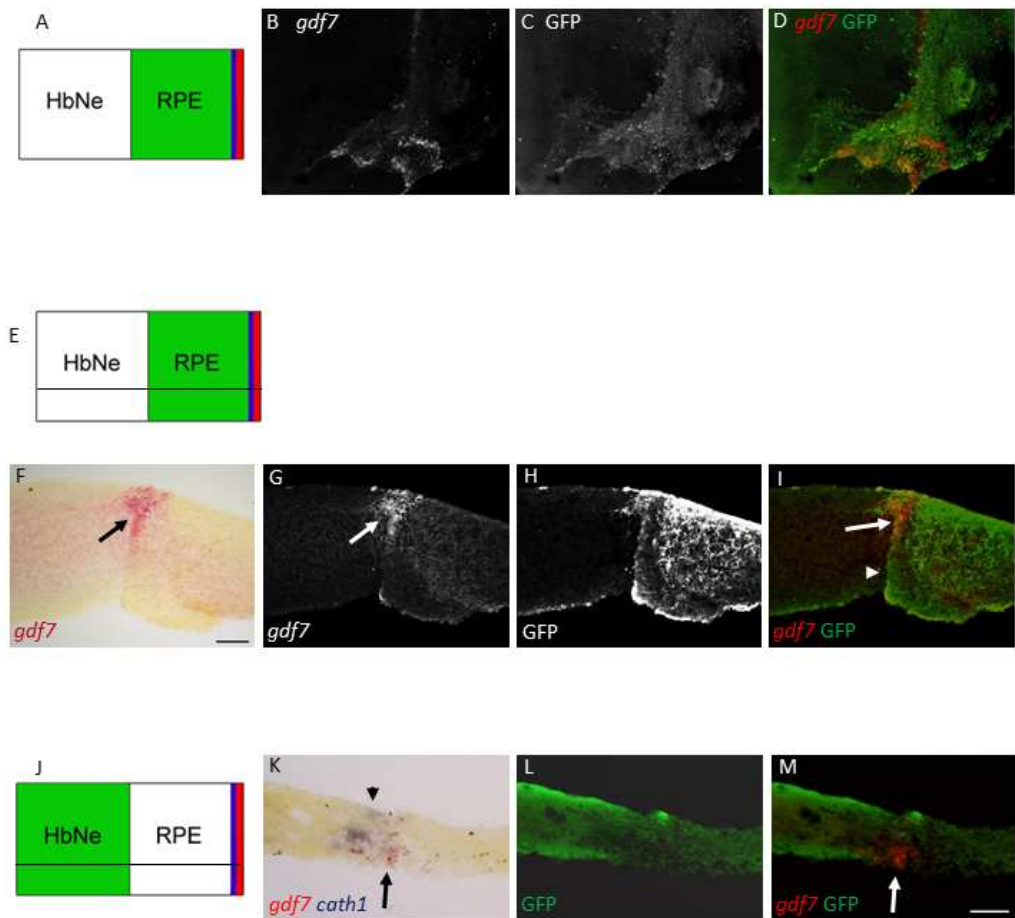 A
HbNe RPE
B gdf7
C GFP
D gdf7 GFP
E
HbNe RPE
F
gdf7
G
gdf7
H
GFP
I
gdf7 GFP
J
HbNe RPE
K
gdf7 cath1
L
GFP
M
gdf7 GFP